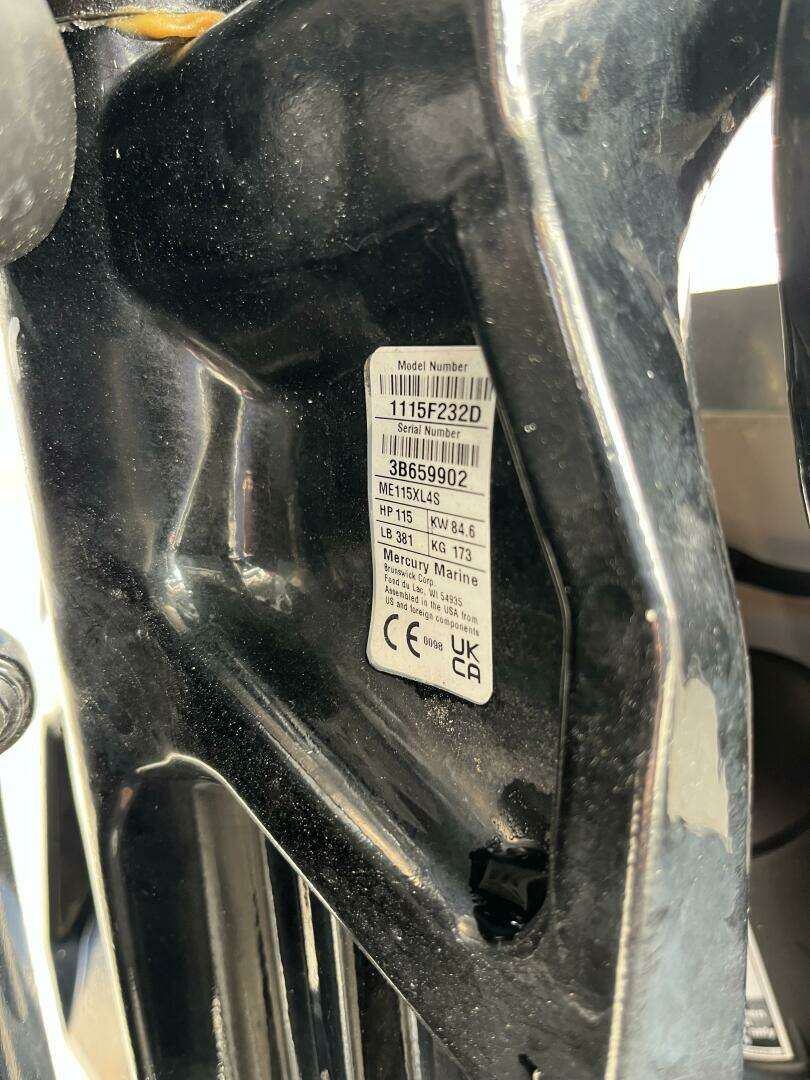 Model Number
1115F232D
Serial Number
3B659902
ME115XL4S
HP 115 KW 84.6
LB 381 KG 173
Mercury Marine
Brunswick Corp.
Fond du Lac, WI 54935
Assembled in the USA from
US and foreign components
CE 0098 UK
CA